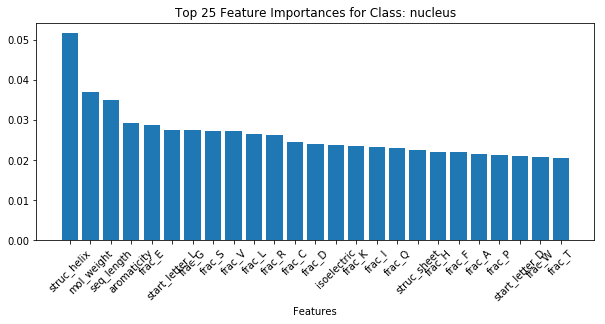 Top 25 Feature Importances for Class: nucleus
0.05
0.04
0.03
0.02
0.01
0.00
struc_helix
mol_weight
seq_length
aromaticity
frac_E
start_letter_L
frac_G
frac_S
frac_V
frac_L
frac_R
frac_C
frac_D
isoelectric
frac_K
frac_I
frac_Q
struc_sheet
frac_H
frac_F
frac_A
frac_P
start_letter_D
frac_W
frac_T
Features